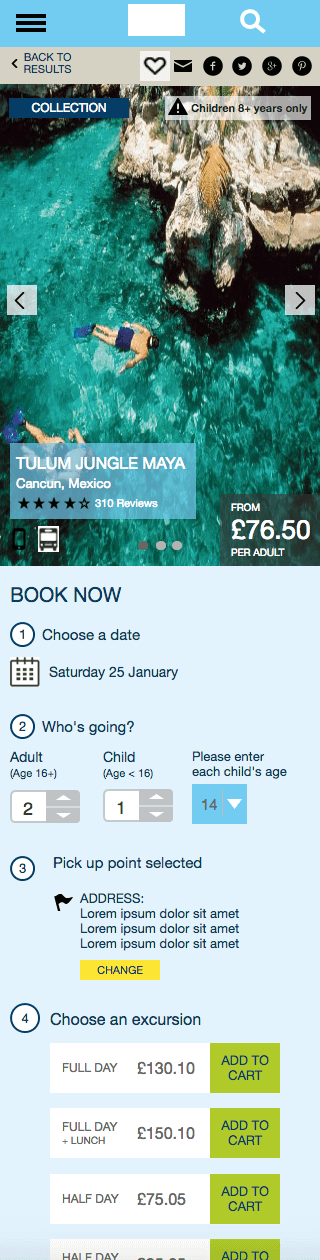 BACK TO
RESULTS
COLLECTION
Children 8+ years only
TULUM JUNGLE MAYA
Cancun, Mexico
310 Reviews
FROM
£76.50
PER ADULT
BOOK NOW
1 Choose a date
Saturday 25 January
2 Who's going?
Adult
(Age 16+)
Child
(Age < 16)
Please enter
each child's age
2
1
14
3 Pick up point selected
ADDRESS:
Lorem ipsum dolor sit amet
Lorem ipsum dolor sit amet
Lorem ipsum dolor sit amet
CHANGE
4 Choose an excursion
FULL DAY £130.10 ADD TO
CART
FULL DAY
+ LUNCH
£150.10 ADD TO
CART
HALF DAY £75.05 ADD TO
CART
HALF DAY
ADD TO